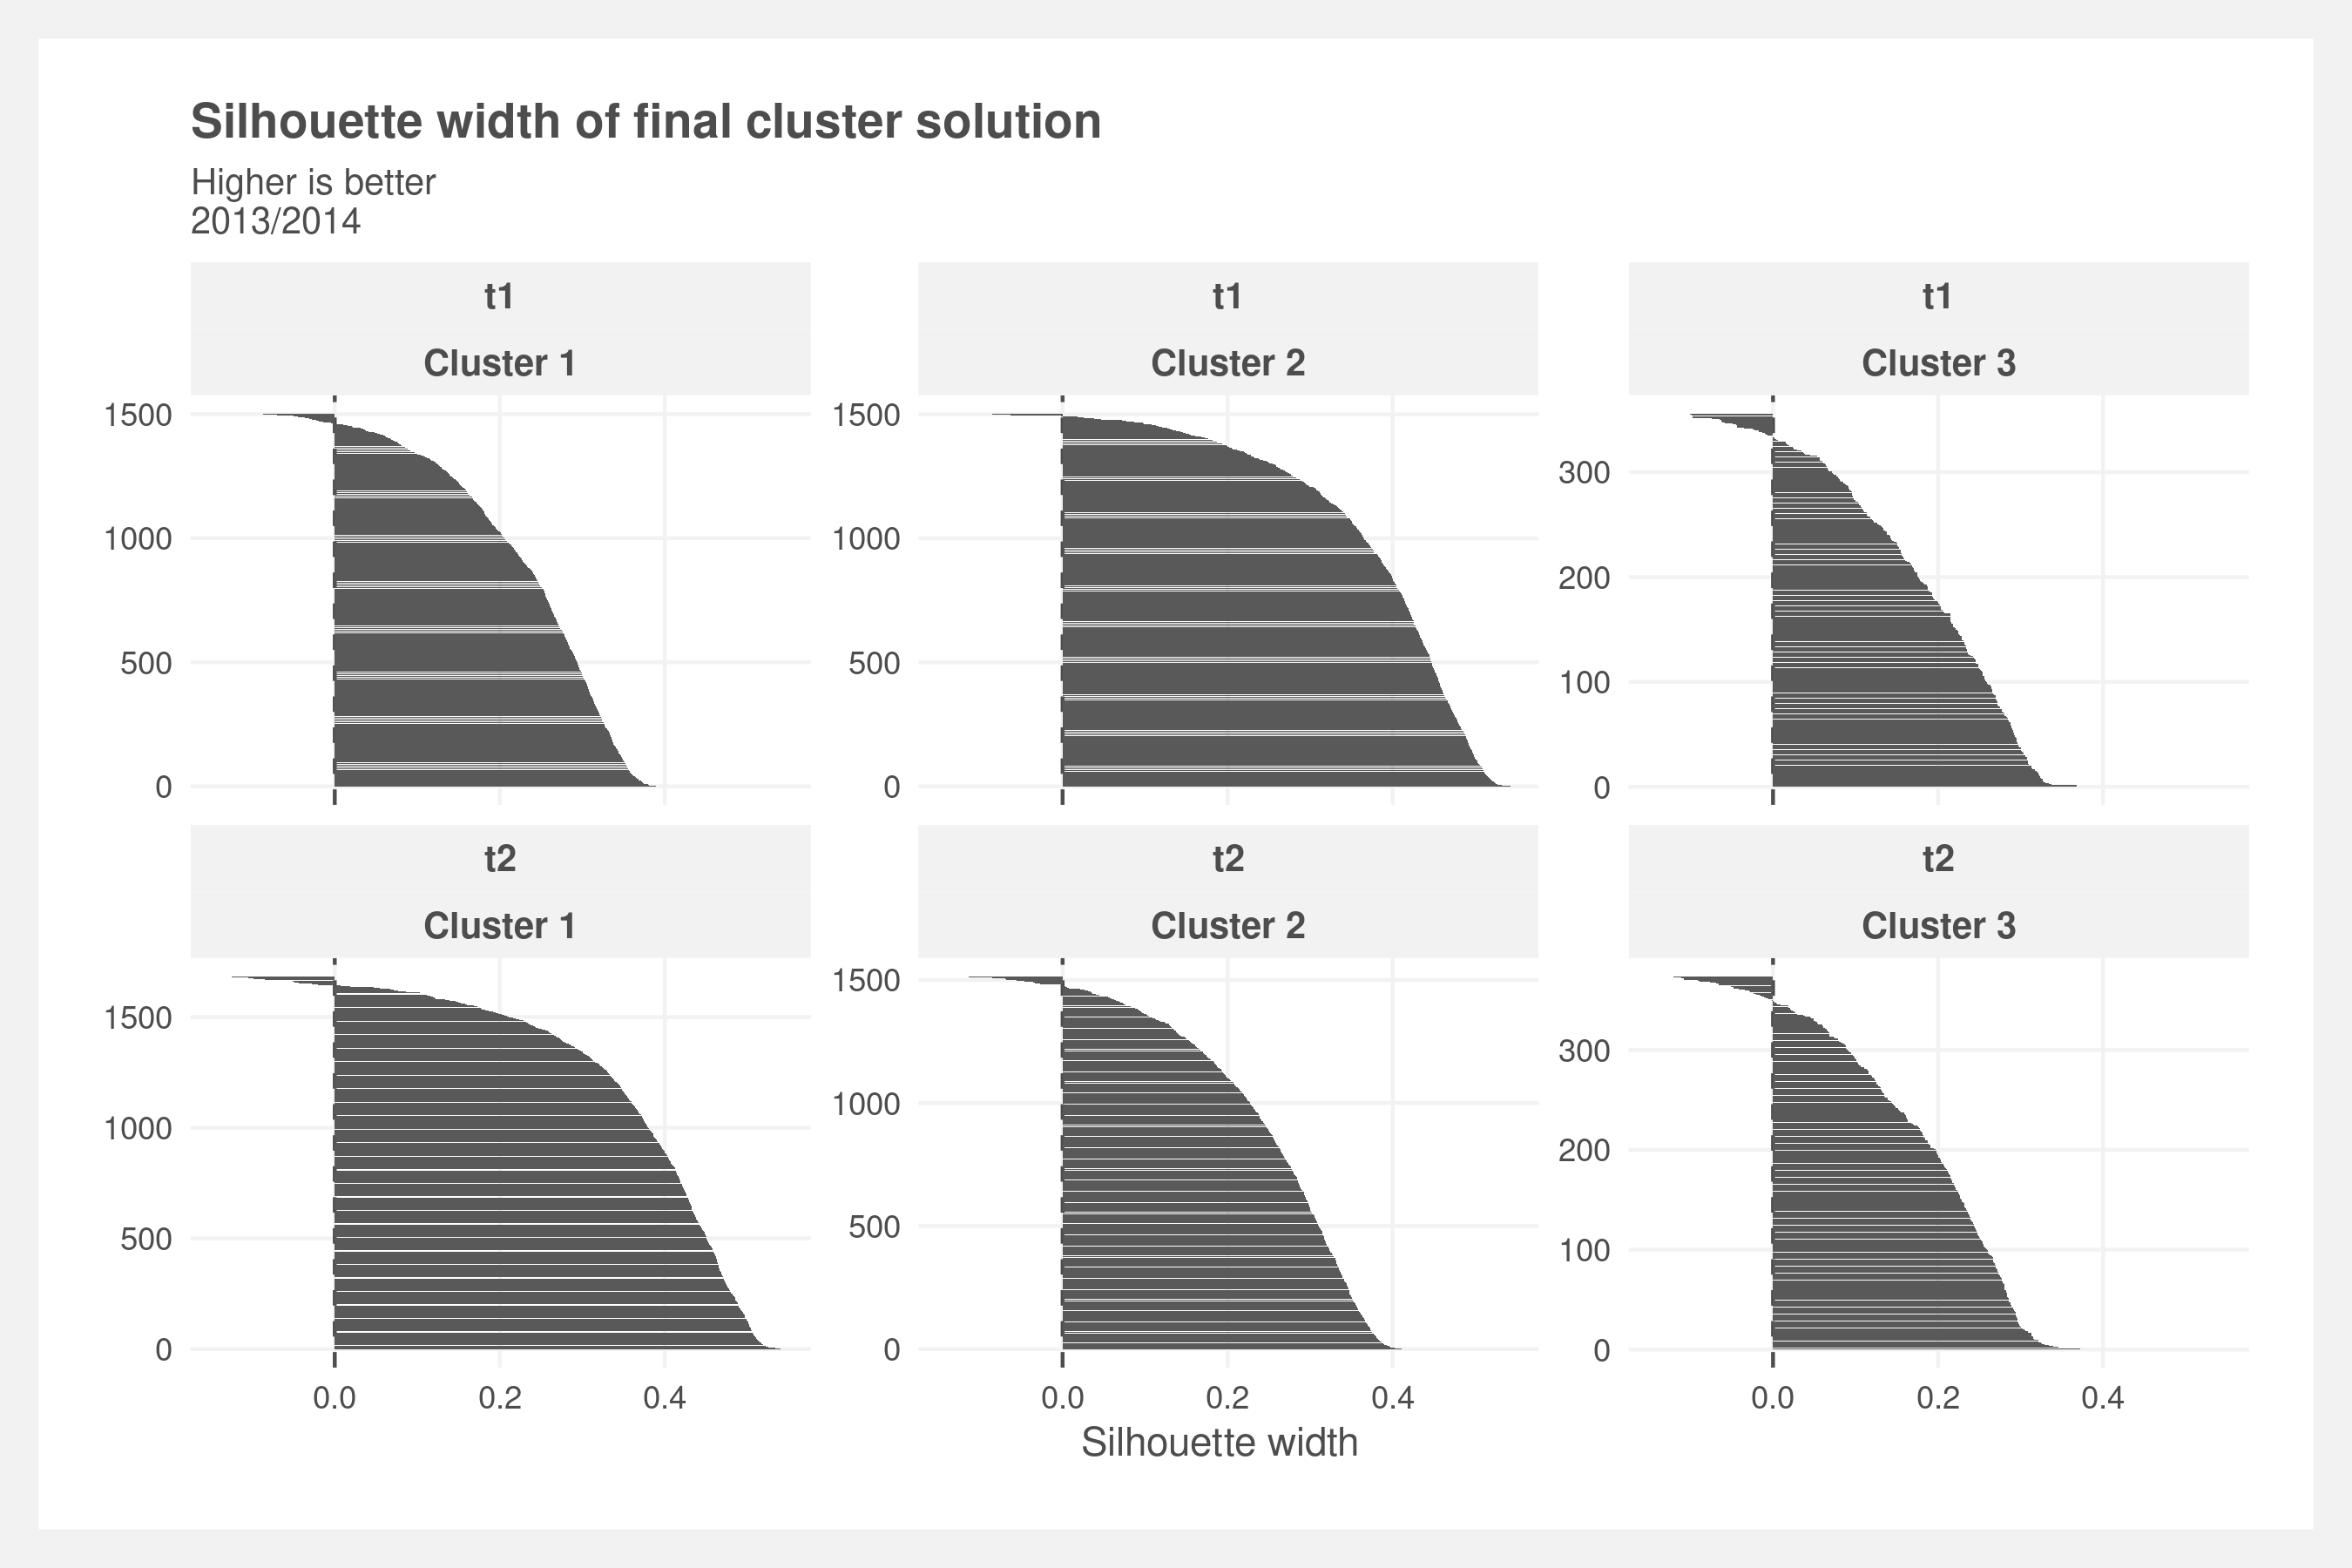 Silhouette width of final cluster solution
Higher is better
2013/2014
t1 t1 t1
Cluster 1 Cluster 2 Cluster 3
1500 1500
300
1000 1000
200
500 500
100
0 0 0
t2 t2 t2
Cluster 1 Cluster 2 Cluster 3
1500 1500
300
1000 1000
200
500 500
100
0 0 0
0.0 0.2 0.4 0.0 0.2 0.4 0.0 0.2 0.4
Silhouette width